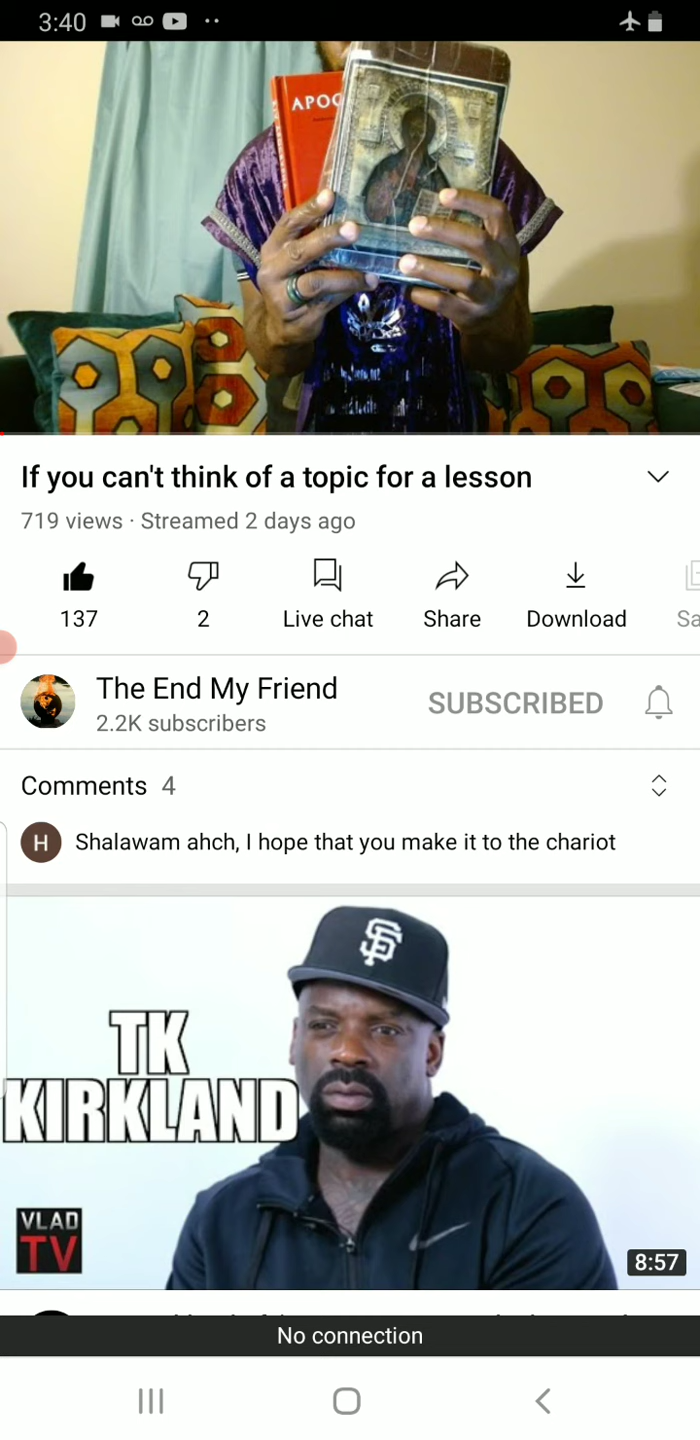 3:40
APOC
If you can't think of a topic for a lesson
719 views · Streamed 2 days ago
137
2
Live chat
Share
Download
Sa
The End My Friend
2.2K subscribers
SUBSCRIBED
Comments 4
H
Shalawam ahch, I hope that you make it to the chariot
SF
TK
KIRKLAND
VLAD
TV
8:57
No connection